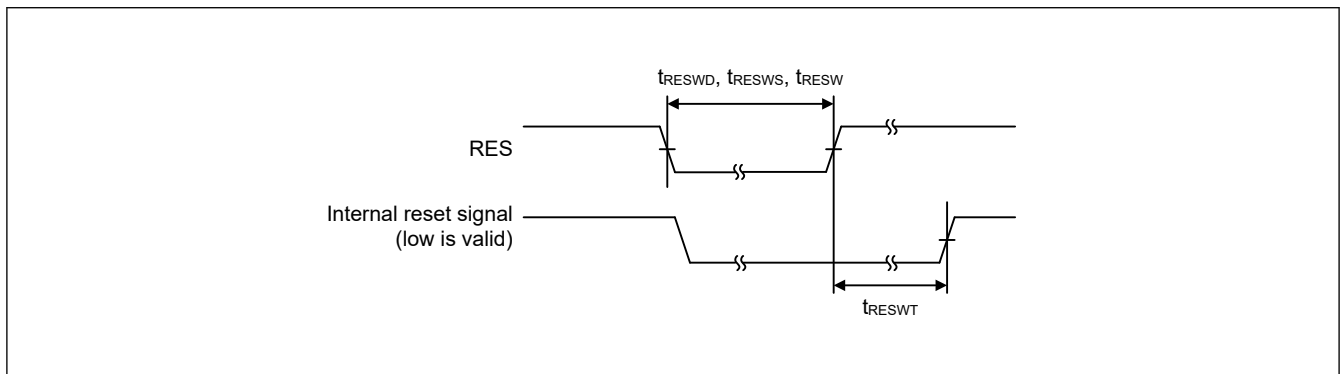 tRESWD, tRESWS, tRESW
RES
Internal reset signal
(low is valid)
tRESWT